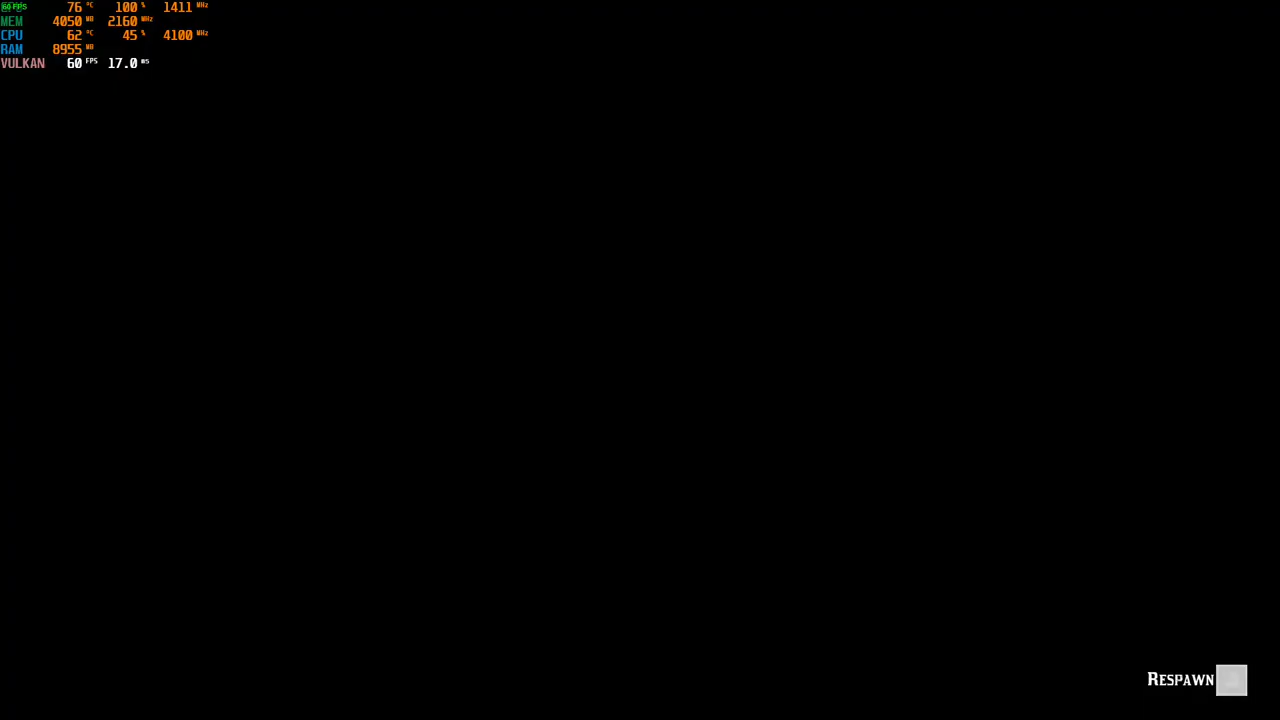 60 FPS 76 °C 100 % 1411 MHz
MEM 4050 MB 2160 MHz
CPU 62 °C 45 % 4100 MHz
RAM 8955 MB
VULKAN 60 FPS 17.0 ms
RESPAWN